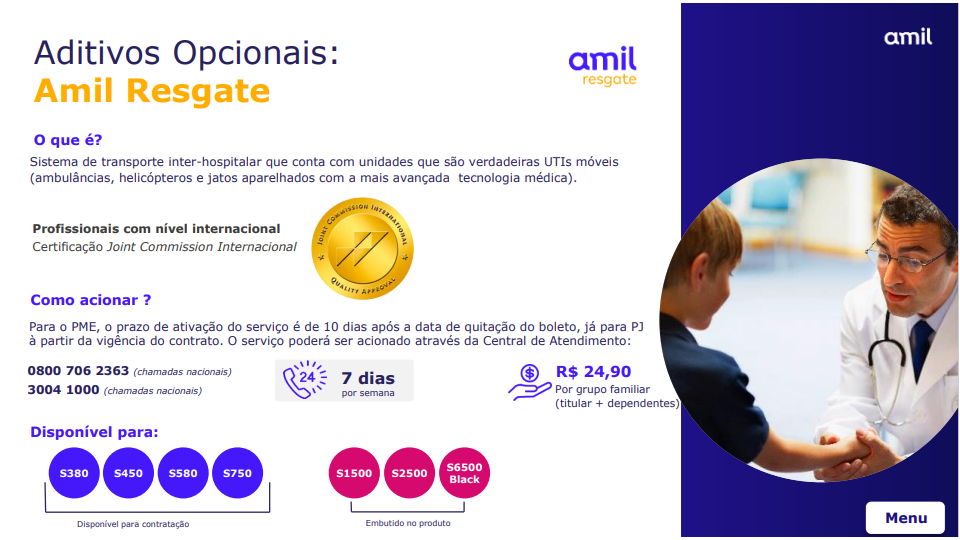 Aditivos Opcionais:
Amil Resgate
amil
resgate
amil
O que é?
Sistema de transporte inter-hospitalar que conta com unidades que são verdadeiras UTIs móveis
(ambulâncias, helicópteros e jatos aparelhados com a mais avançada  tecnologia médica).
Profissionais com nível internacional
Certificação Joint Commission Internacional
JOINT COMMISSION INTERNATIONAL
QUALITY APPROVAL
Como acionar ?
Para o PME, o prazo de ativação do serviço é de 10 dias após a data de quitação do boleto, já para PJ
à partir da vigência do contrato. O serviço poderá ser acionado através da Central de Atendimento:
0800 706 2363 (chamadas nacionais)
3004 1000 (chamadas nacionais)
24
7 dias
por semana
R$ 24,90
Por grupo familiar
(titular + dependentes)
Disponível para:
S380 S450 S580 S750
Disponível para contratação
S1500 S2500 S6500
Black
Embutido no produto
Menu